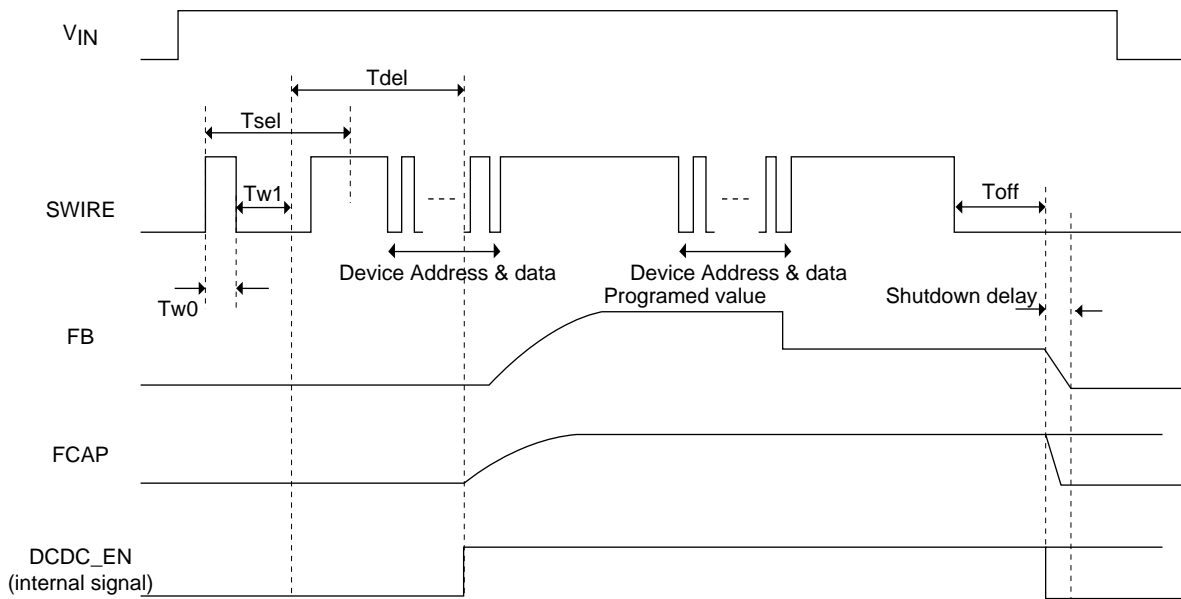 VIN
Tdel
Tsel
Tw1
SWIRE
Toff
Device Address & data
Device Address & data
Tw0
Programed value
Shutdown delay
FB
FCAP
DCDC_EN
(internal signal)